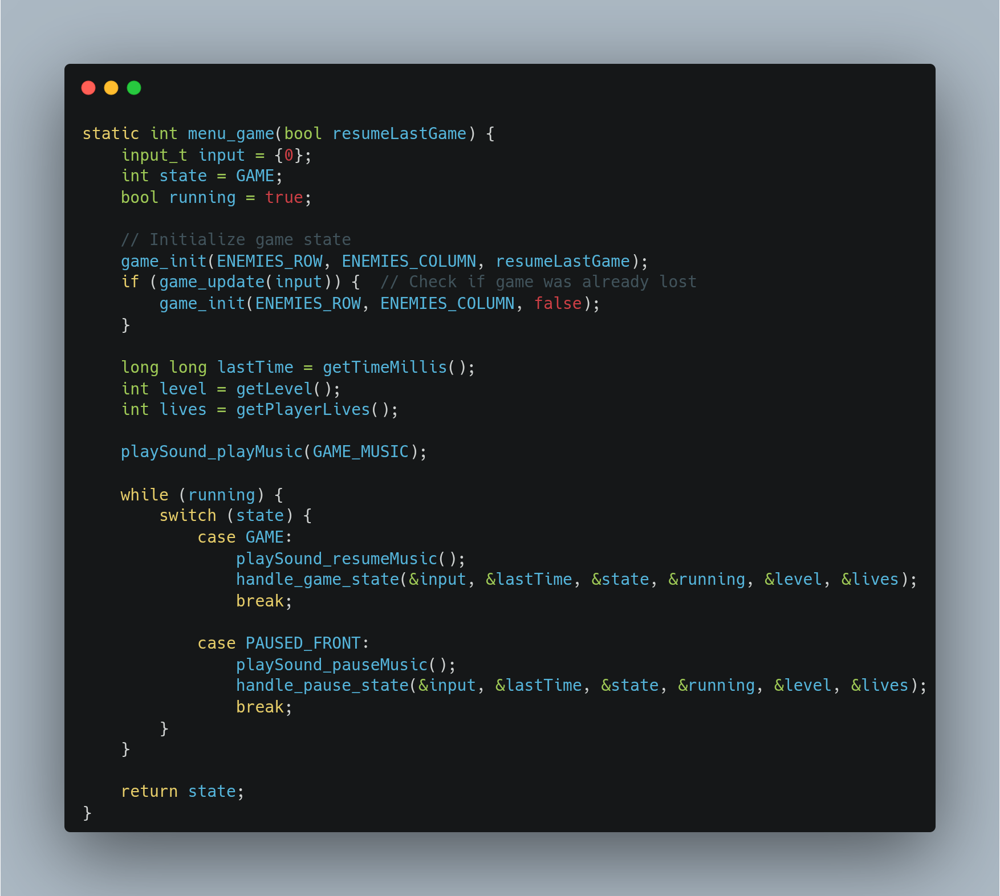 static int menu_game(bool resumeLastGame) {
    input_t input = {0};
    int state = GAME;
    bool running = true;

    // Initialize game state
    game_init(ENEMIES_ROW, ENEMIES_COLUMN, resumeLastGame);
    if (game_update(input)) {  // Check if game was already lost
        game_init(ENEMIES_ROW, ENEMIES_COLUMN, false);
    }

    long long lastTime = getTimeMillis();
    int level = getLevel();
    int lives = getPlayerLives();

    playSound_playMusic(GAME_MUSIC);

    while (running) {
        switch (state) {
            case GAME:
                playSound_resumeMusic();
                handle_game_state(&input, &lastTime, &state, &running, &level, &lives);
                break;

            case PAUSED_FRONT:
                playSound_pauseMusic();
                handle_pause_state(&input, &lastTime, &state, &running, &level, &lives);
                break;
        }
    }

    return state;
}